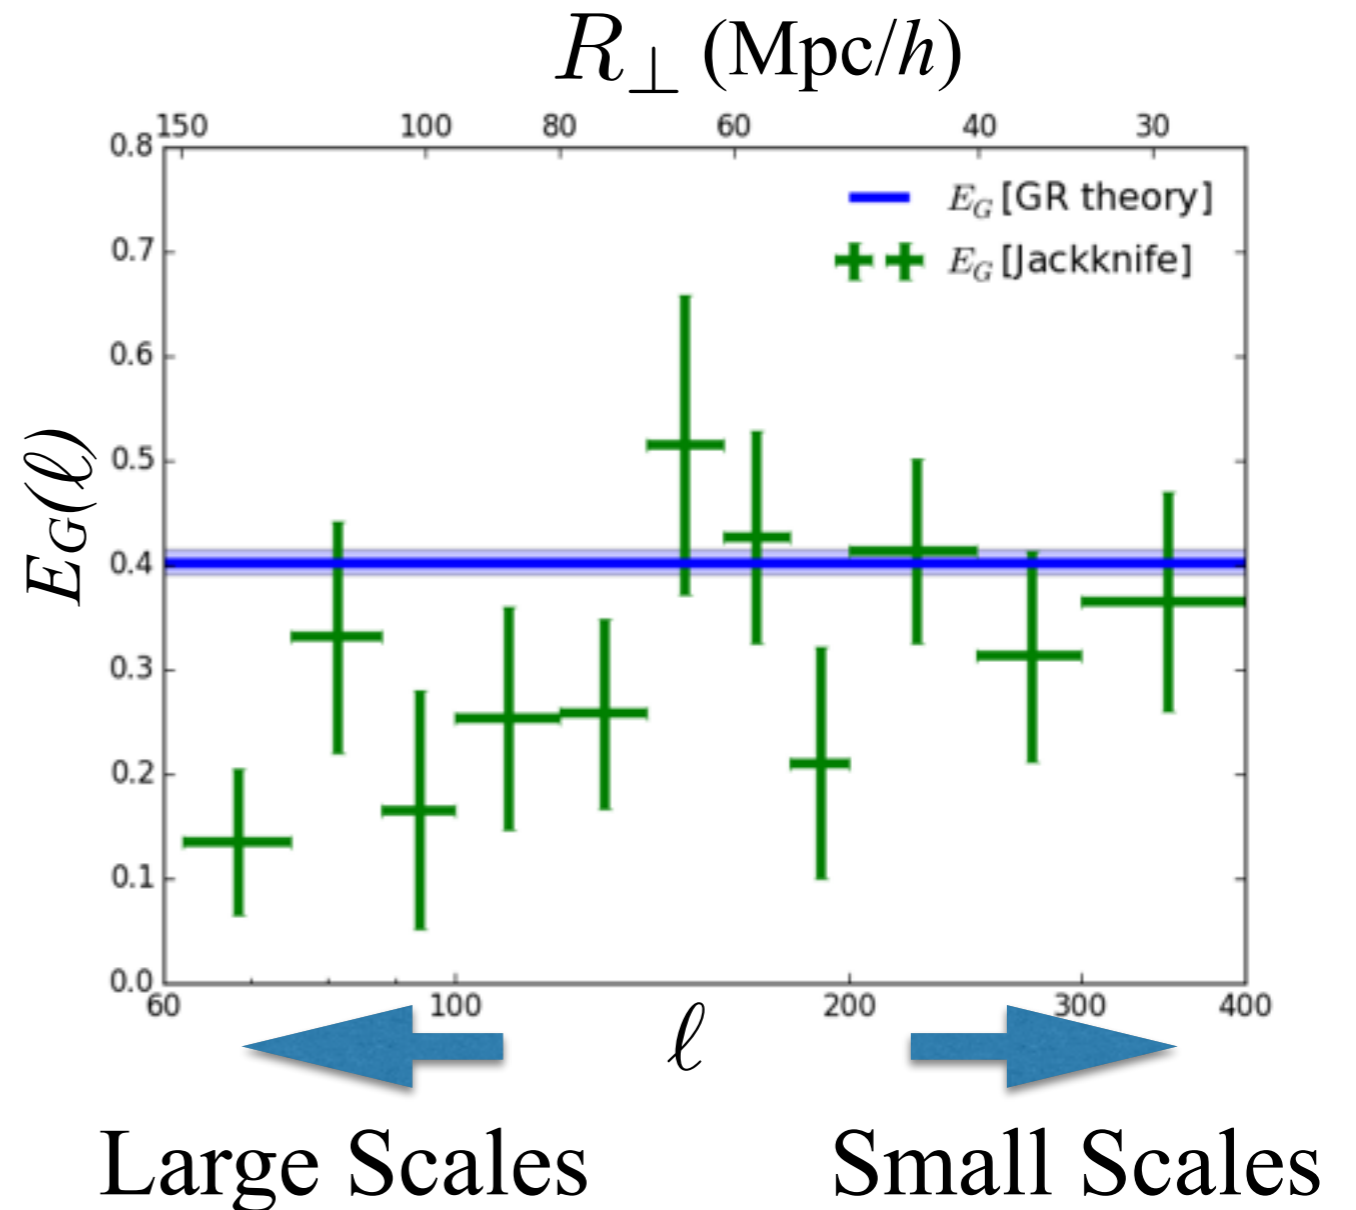 R⊥ (Mpc/h)
150 100 80 60 40 30
0.8
0.7
0.6
0.5
0.4
0.3
0.2
0.1
0.0
E_G(ℓ)
E_G [GR theory]
E_G [Jackknife]
60 100 200 300 400
ℓ
Large Scales
Small Scales